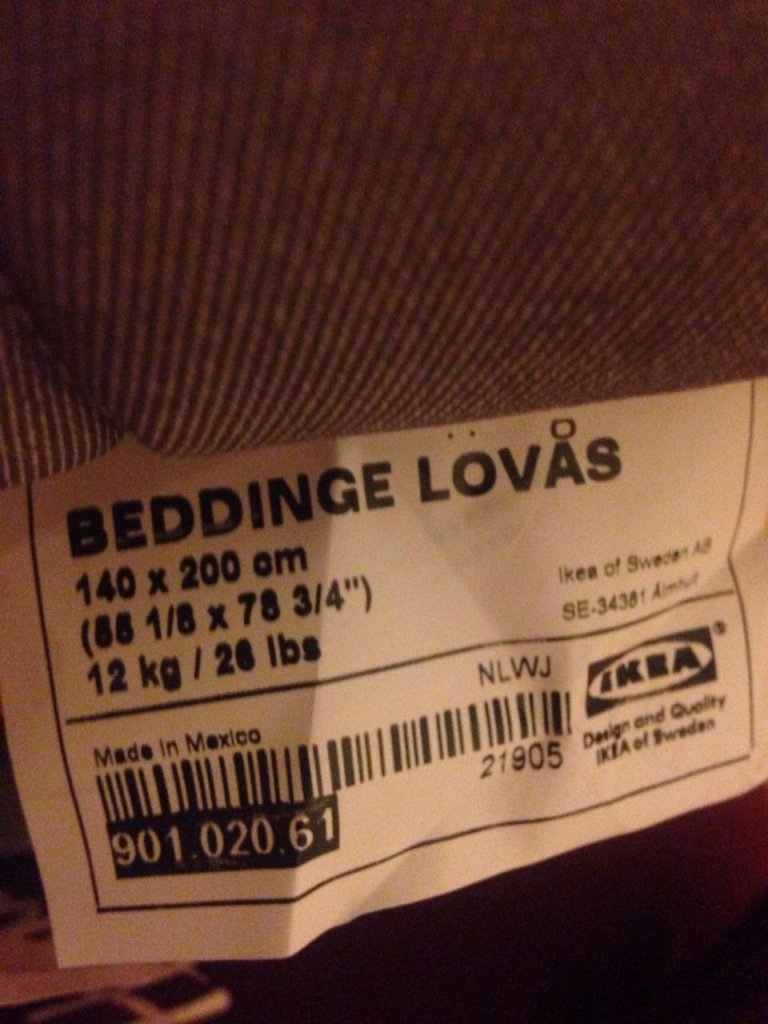 BEDDINGE LÖVÅS
140 x 200 cm
(55 1/8 x 78 3/4")
12 kg / 26 lbs
Ikea of Sweden AB
SE-34381 Älmhult
NLWJ
Made in Mexico
21905
901.020.61
IKEA®
Design and Quality
IKEA of Sweden